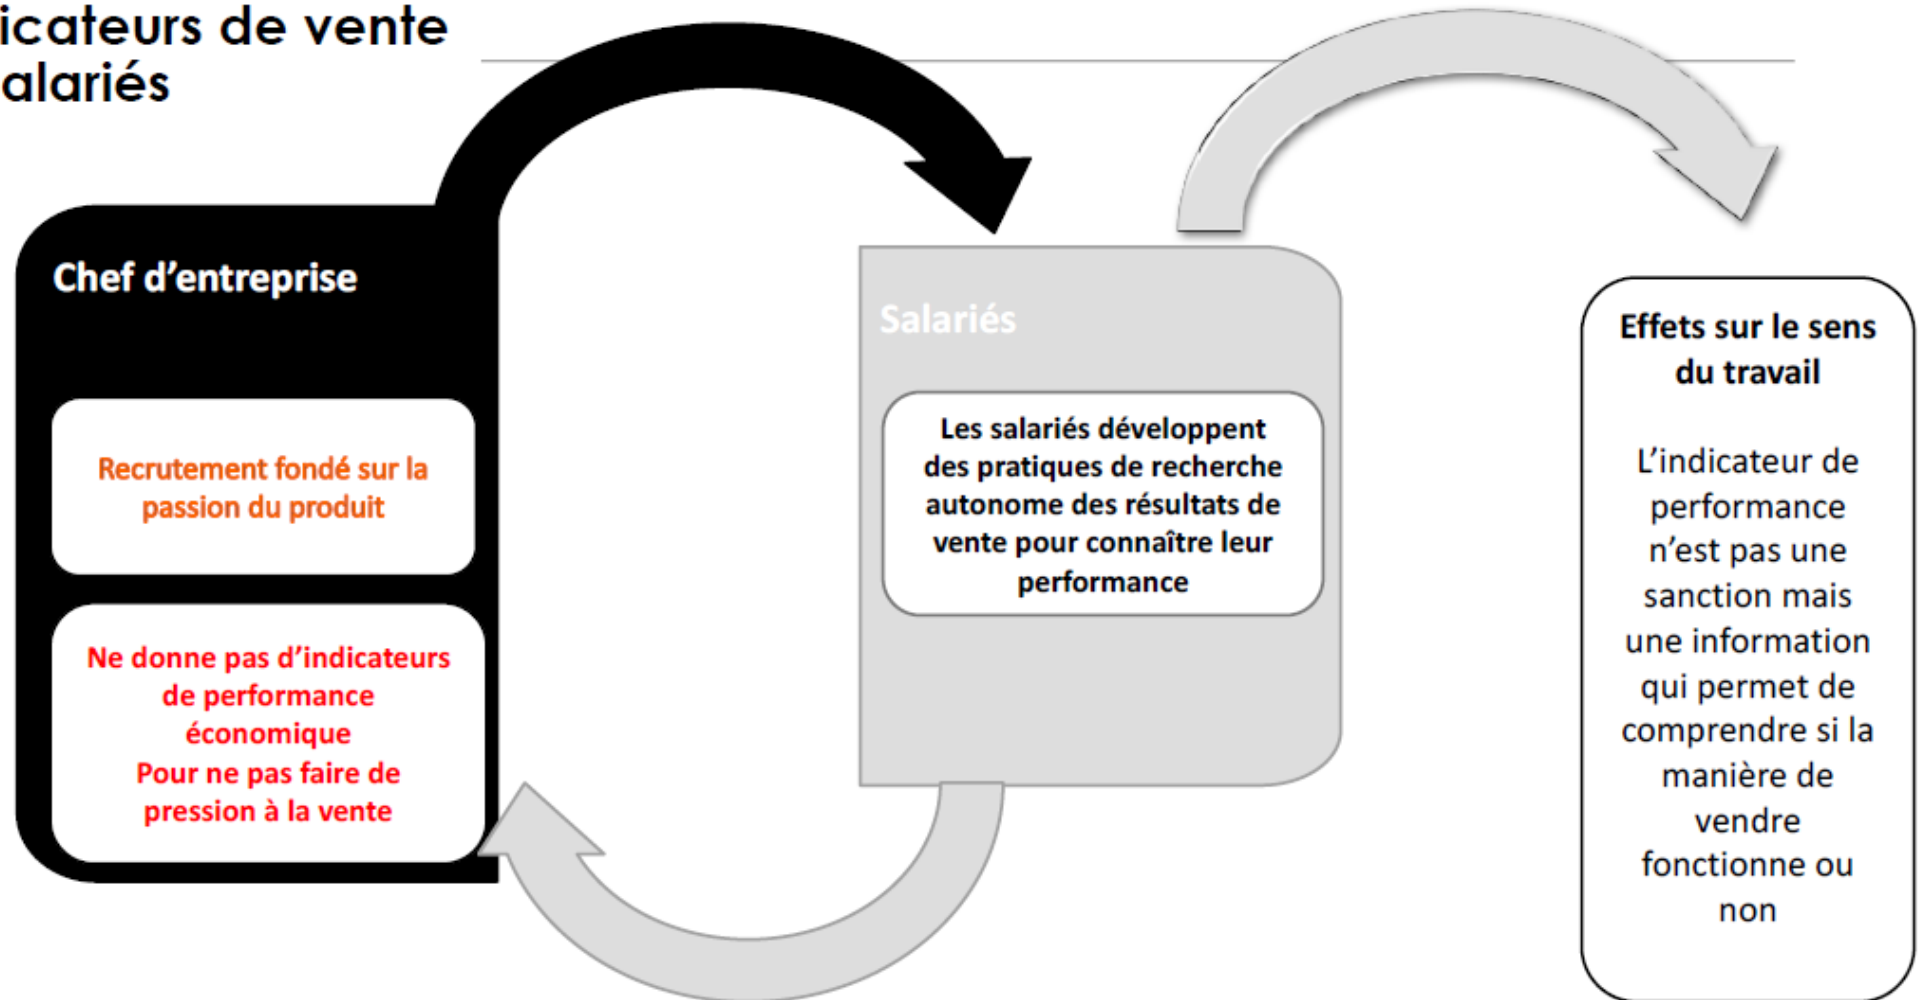 icateurs de vente
alariés
Chef d'entreprise
Recrutement fondé sur la
passion du produit
Ne donne pas d'indicateurs
de performance
économique
Pour ne pas faire de
pression à la vente
Salariés
Les salariés développent
des pratiques de recherche
autonome des résultats de
vente pour connaître leur
performance
Effets sur le sens
du travail
L'indicateur de
performance
n'est pas une
sanction mais
une information
qui permet de
comprendre si la
manière de
vendre
fonctionne ou
non